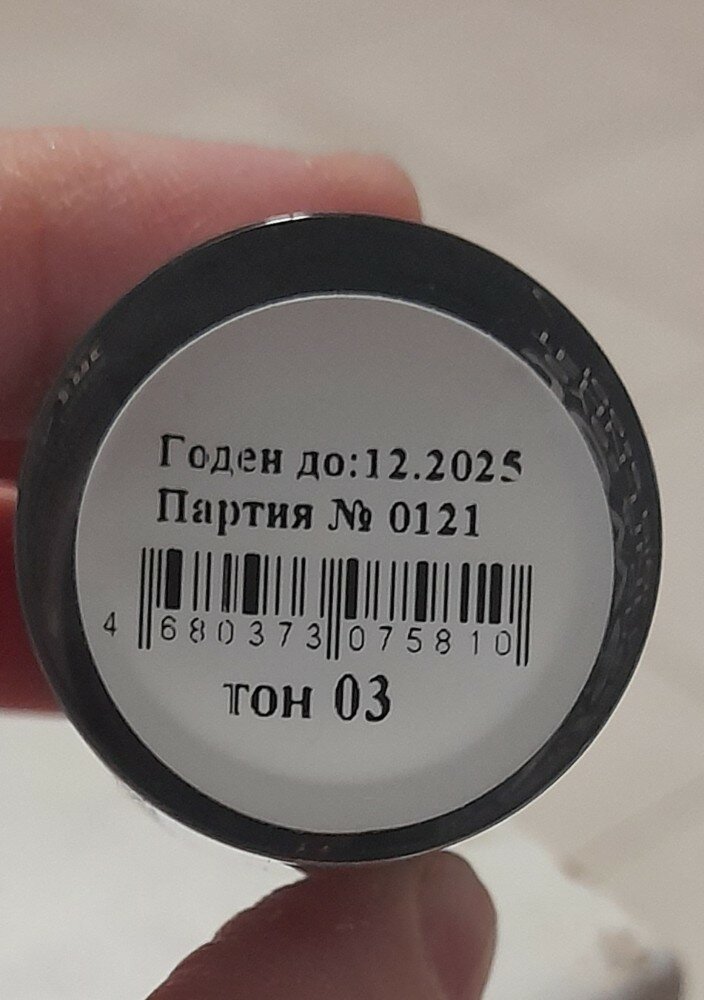 Годен до:12.2025
Партия № 0121
4 680373 075810
тон 03